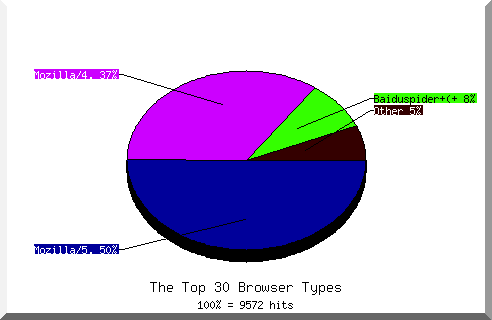 Mozilla/4. 37%
Baiduspider+(+ 8%
Other 5%
Mozilla/5. 50%
The Top 30 Browser Types
100% = 9572 hits